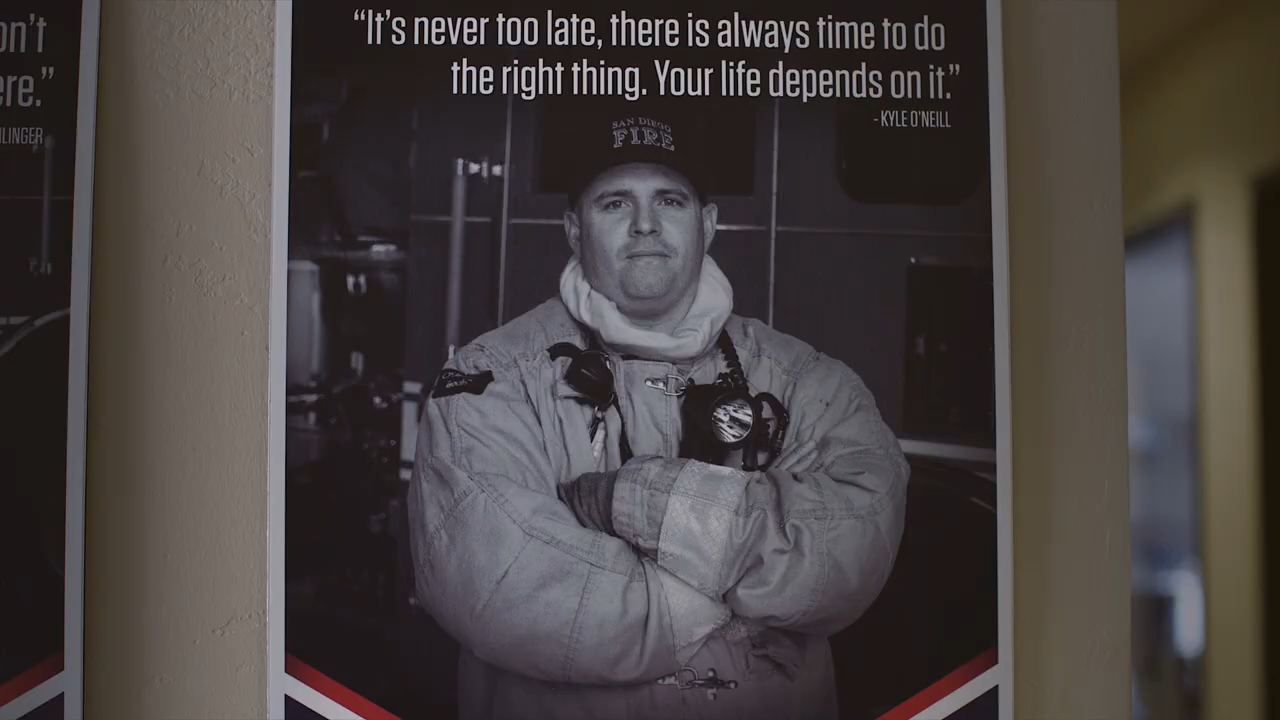 on't
ere.”
“It’s never too late, there is always time to do
the right thing. Your life depends on it.”
- KYLE O’NEILL
SAN DIEGO
FIRE